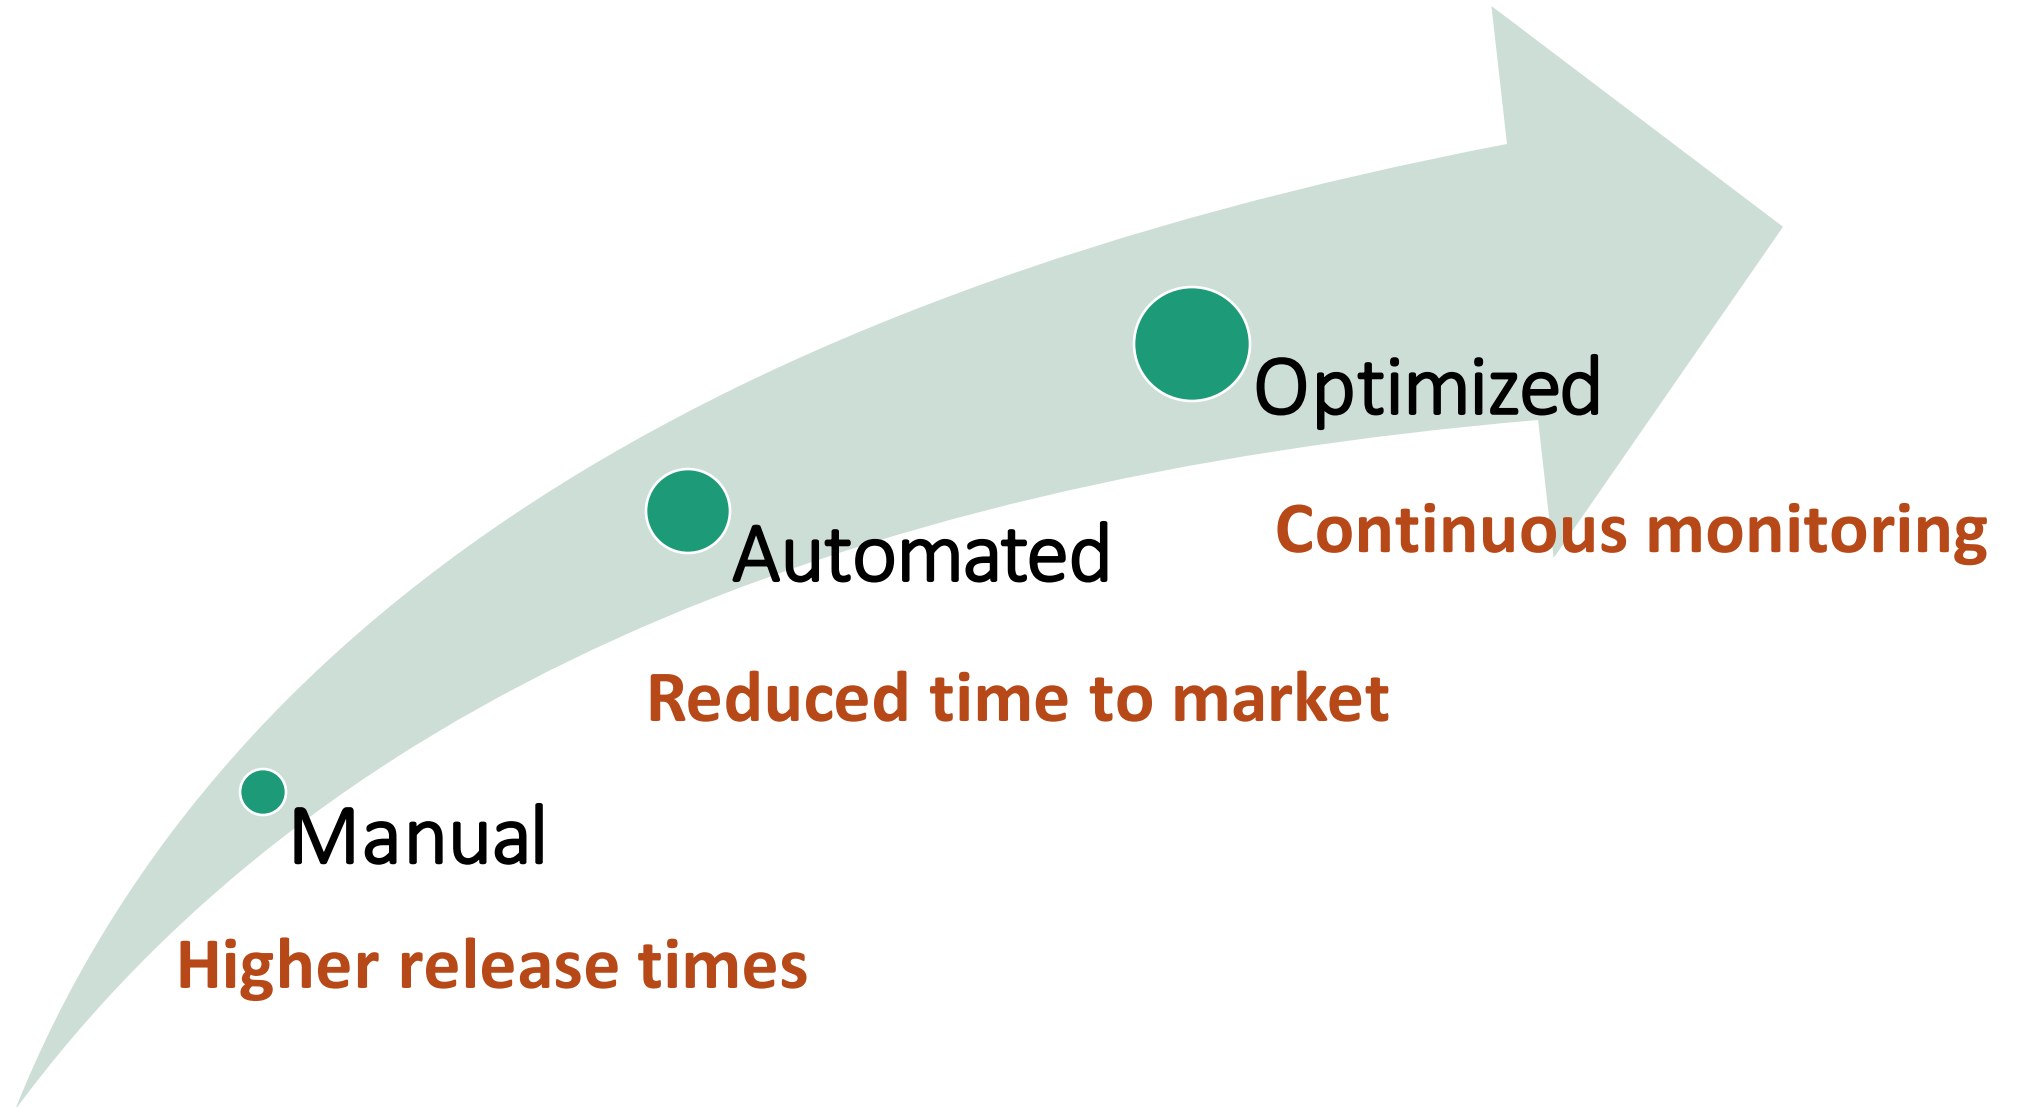 Optimized
Continuous monitoring
Automated
Reduced time to market
Manual
Higher release times